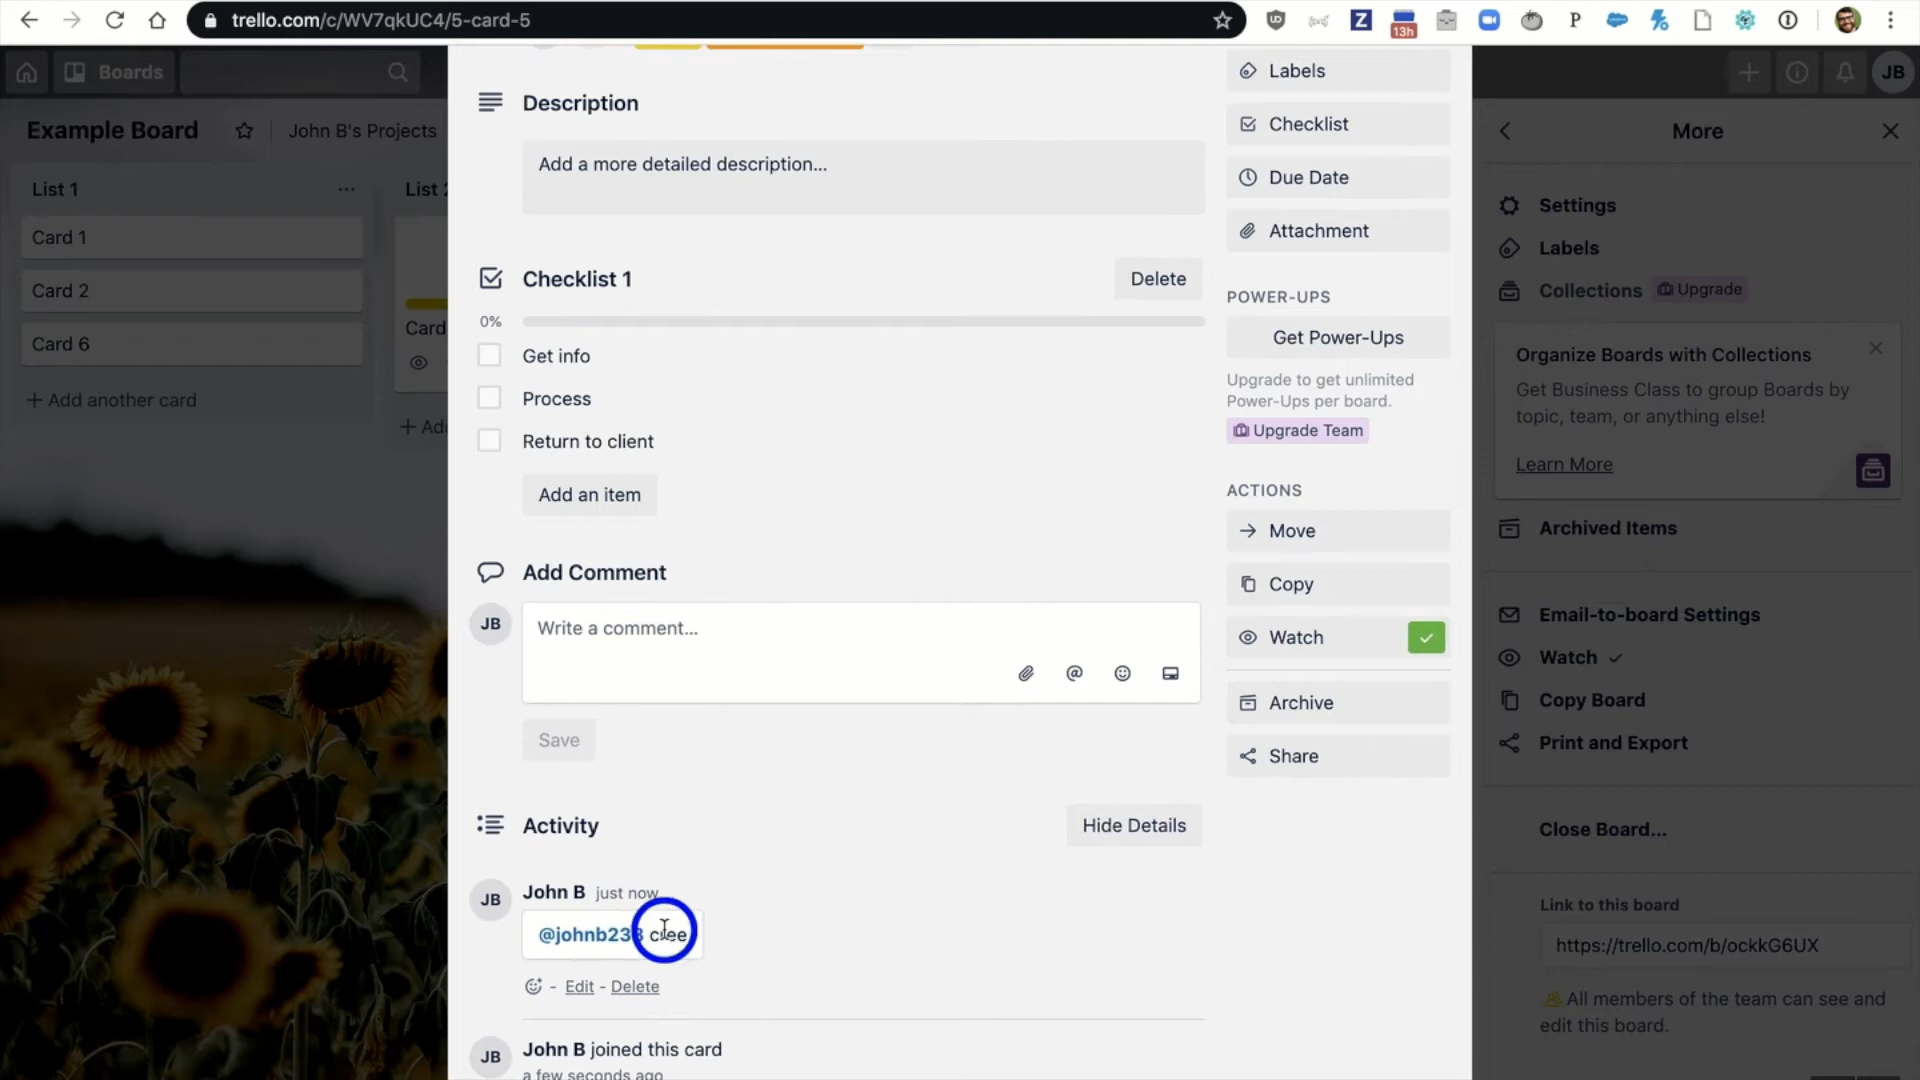 trello.com/c/WV7qkUC4/5-card-5
13h
Boards
JB
Example Board
John B's Projects
List 1
Card 1
Card 2
Card 6
+ Add another card
List 2
Card
+ Add
Description
Add a more detailed description...
Checklist 1
Delete
0%
Get info
Process
Return to client
Add an item
Add Comment
JB
Write a comment...
Save
Activity
Hide Details
JB
John B just now
@johnb238
- Edit - Delete
JB
John B joined this card
a few seconds ago
Labels
Checklist
Due Date
Attachment
POWER-UPS
Get Power-Ups
Upgrade to get unlimited
Power-Ups per board.
Upgrade Team
ACTIONS
Move
Copy
Watch
Archive
Share
More
Settings
Labels
Collections Upgrade
Organize Boards with Collections
Get Business Class to group Boards by
topic, team, or anything else!
Learn More
Archived Items
Email-to-board Settings
Watch
Copy Board
Print and Export
Close Board...
Link to this board
https://trello.com/b/ockkG6UX
All members of the team can see and
edit this board.